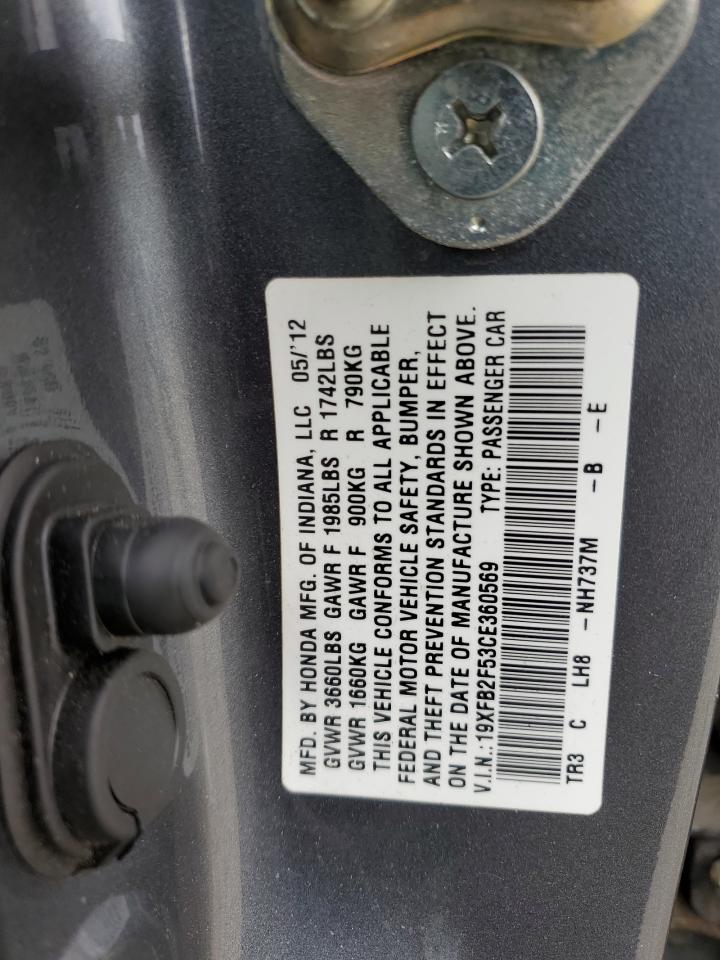 MFD. BY HONDA MFG. OF INDIANA, LLC 05/'12
GVWR 3660LBS GAWR F 1985LBS R 1742LBS
GVWR 1660KG GAWR F 900KG R 790KG
THIS VEHICLE CONFORMS TO ALL APPLICABLE
FEDERAL MOTOR VEHICLE SAFETY, BUMPER,
AND THEFT PREVENTION STANDARDS IN EFFECT
ON THE DATE OF MANUFACTURE SHOWN ABOVE.
V.I.N.:19XFB2F53CE360569 TYPE: PASSENGER CAR
TR3 C LH8 -NH737M -B -E